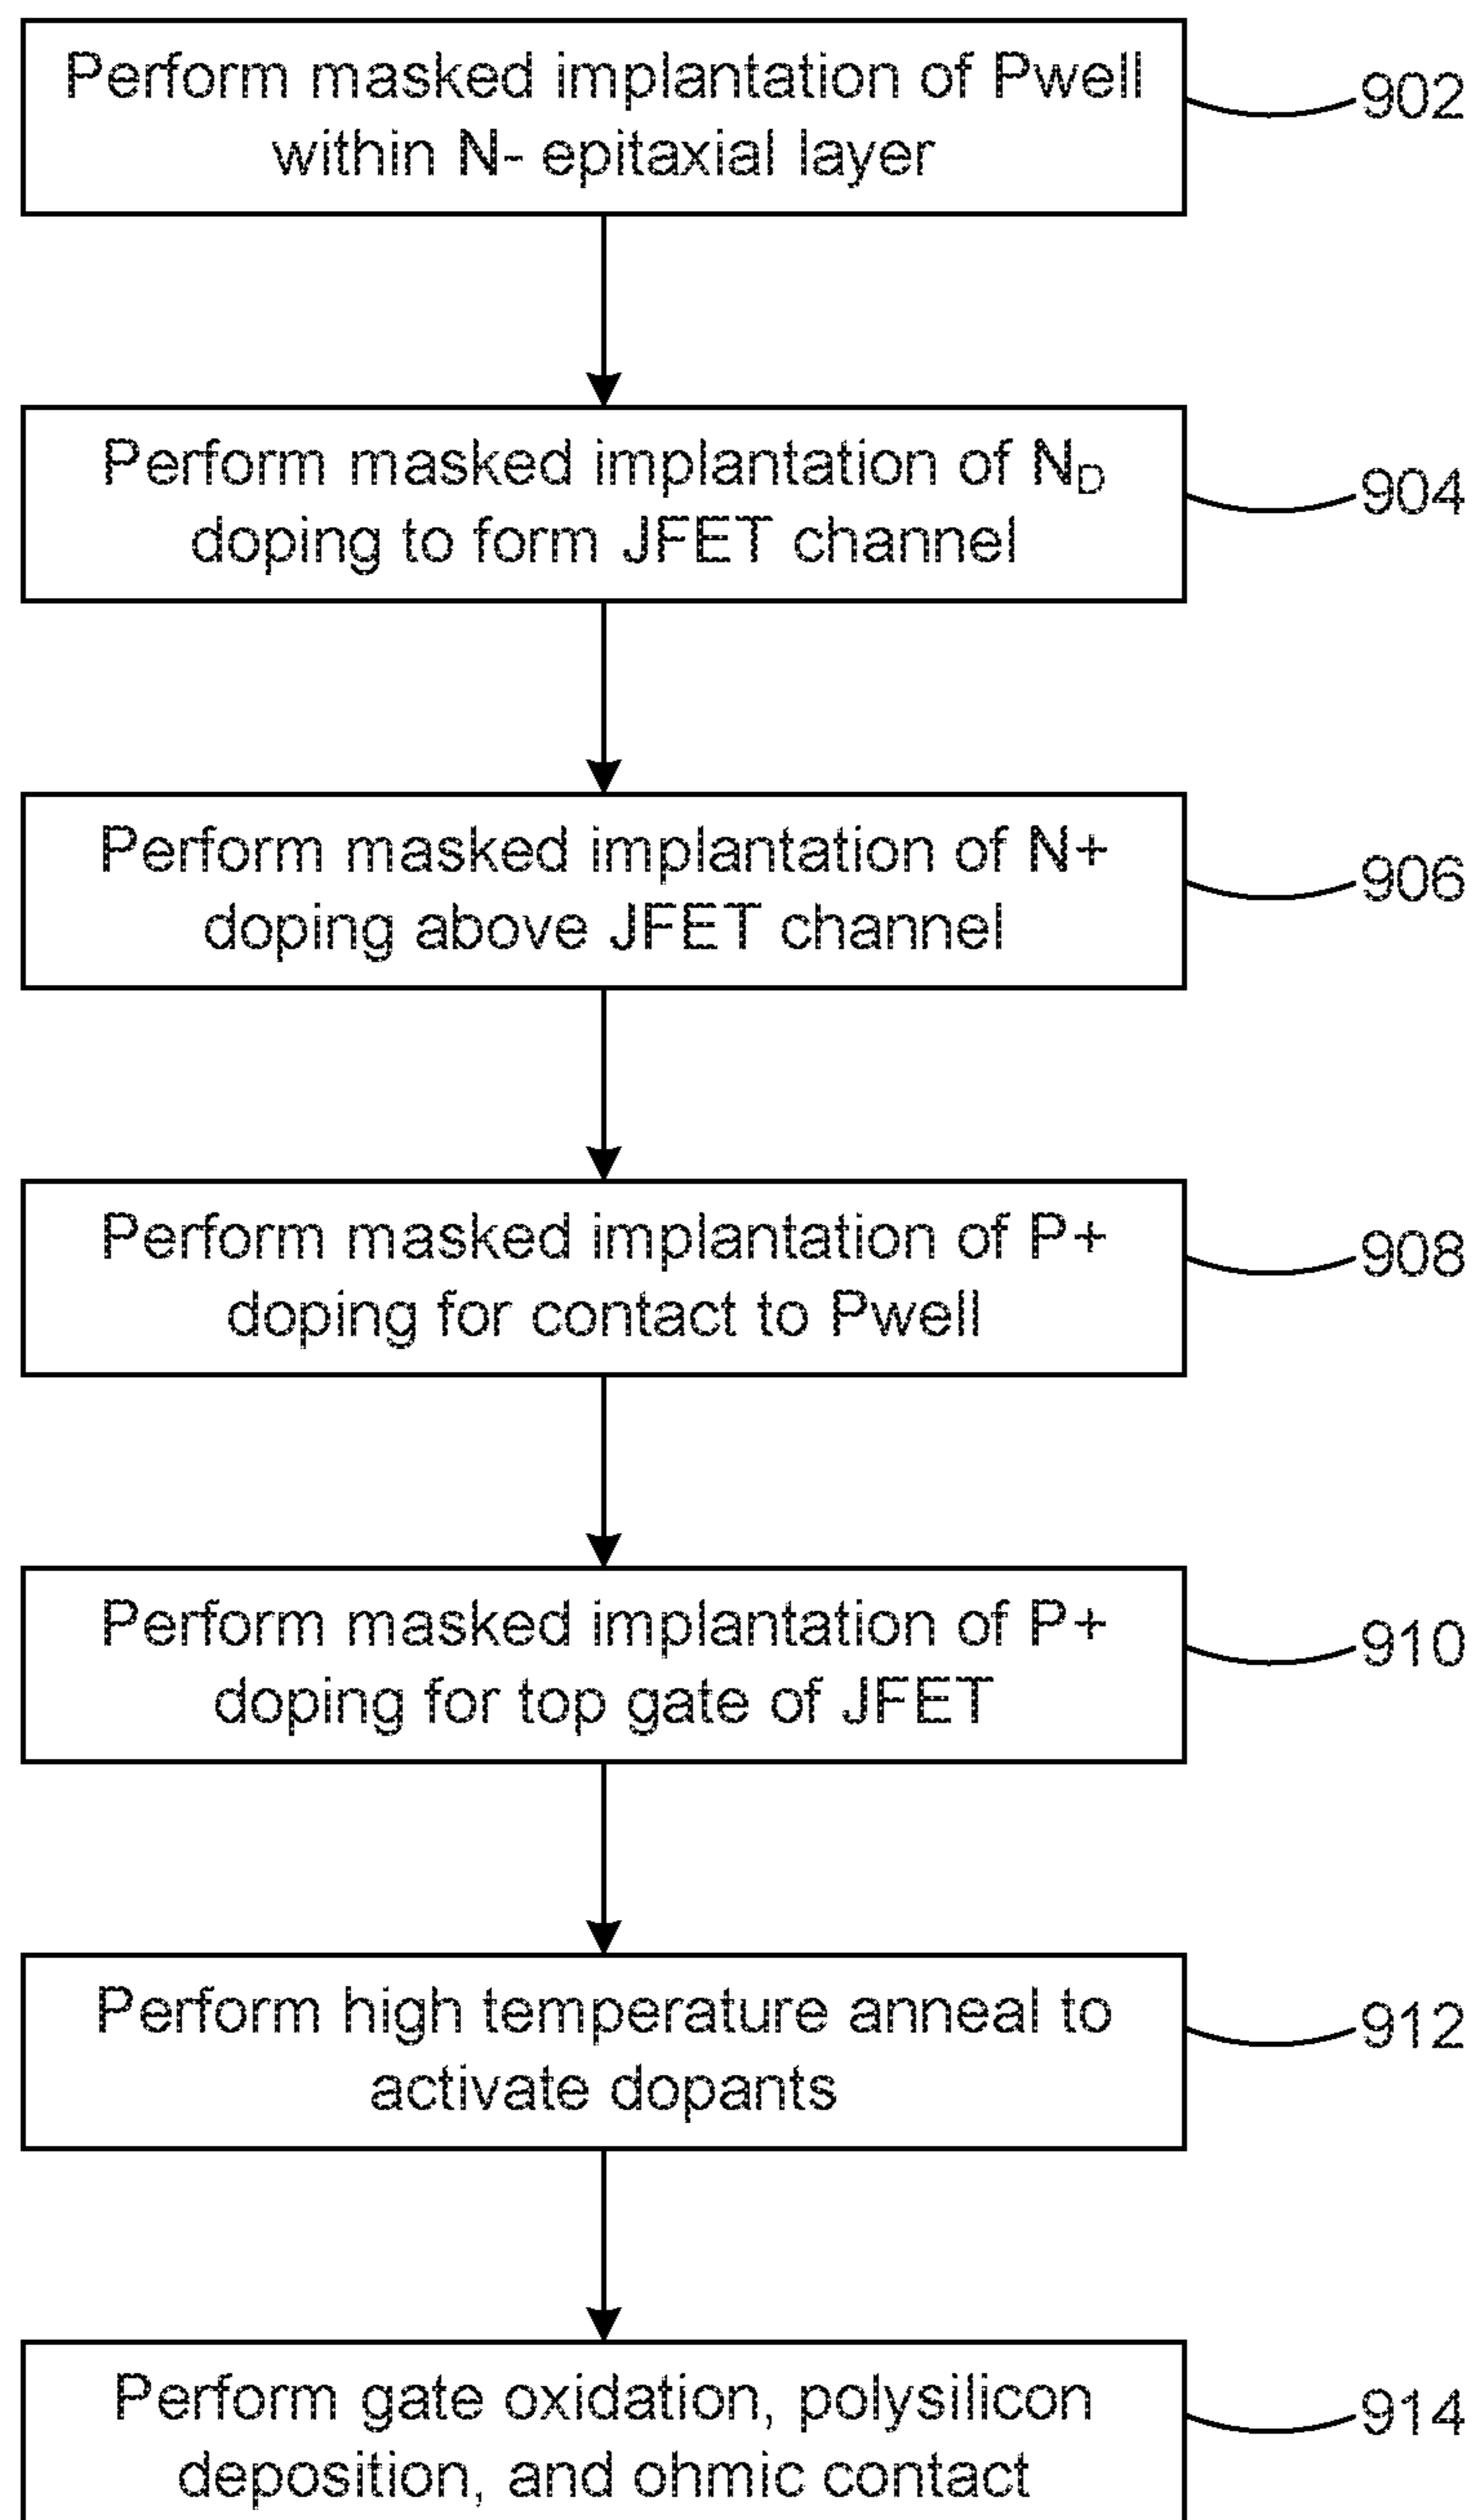 Perform masked implantation of Pwell
within N- epitaxial layer
902
Perform masked implantation of N_D
doping to form JFET channel
904
Perform masked implantation of N+
doping above JFET channel
906
Perform masked implantation of P+
doping for contact to Pwell
908
Perform masked implantation of P+
doping for top gate of JFET
910
Perform high temperature anneal to
activate dopants
912
Perform gate oxidation, polysilicon
deposition, and ohmic contact
914